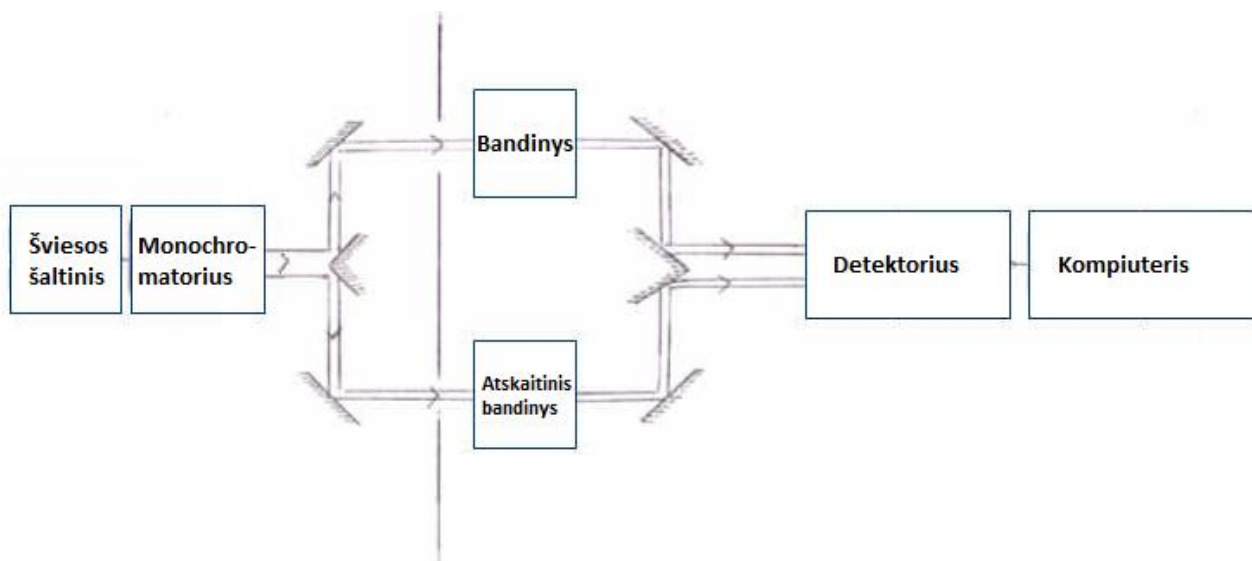 Bandinys
Šviesos
šaltinis
Monochro-
matorius
Detektorius
Kompiuteris
Atskaitinis
bandinys